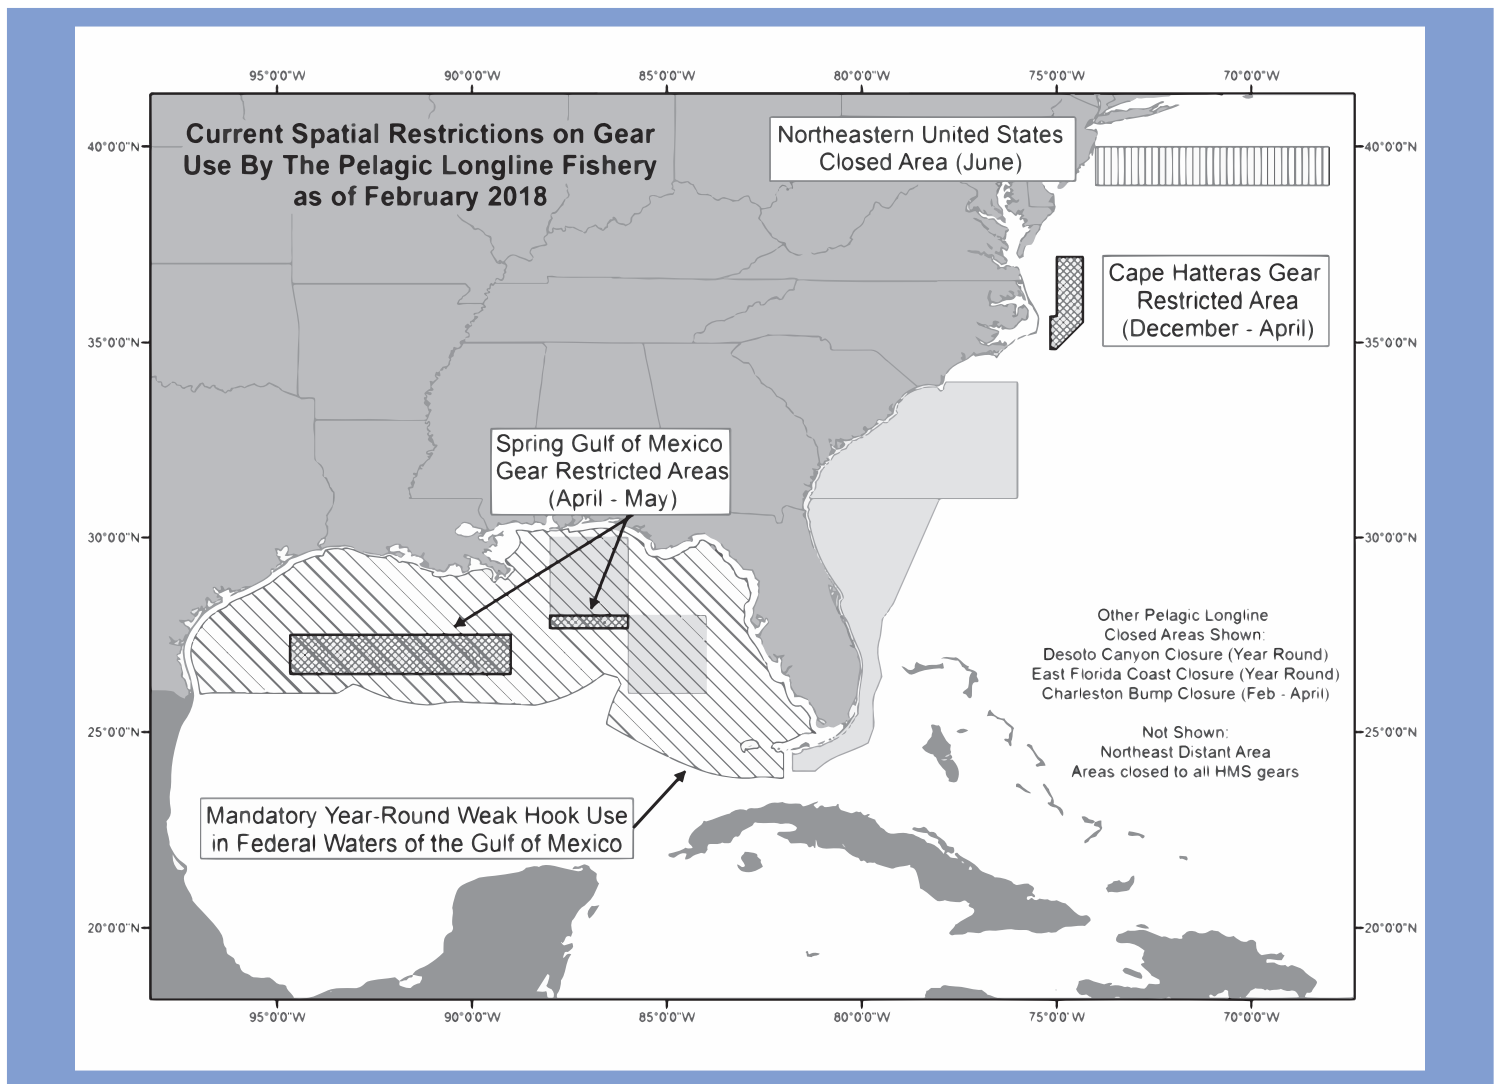 95°0'0"W 90°0'0"W 85°0'0"W 80°0'0"W 75°0'0"W 70°0'0"W
Current Spatial Restrictions on Gear
Use By The Pelagic Longline Fishery
as of February 2018
Northeastern United States
Closed Area (June)
40°0'0"N 40°0'0"N
Cape Hatteras Gear
Restricted Area
(December - April)
35°0'0"N 35°0'0"N
Spring Gulf of Mexico
Gear Restricted Areas
(April - May)
30°0'0"N 30°0'0"N
Other Pelagic Longline
Closed Areas Shown:
Desoto Canyon Closure (Year Round)
East Florida Coast Closure (Year Round)
Charleston Bump Closure (Feb - April)
25°0'0"N 25°0'0"N
Not Shown:
Northeast Distant Area
Areas closed to all HMS gears
Mandatory Year-Round Weak Hook Use
in Federal Waters of the Gulf of Mexico
20°0'0"N 20°0'0"N
95°0'0"W 90°0'0"W 85°0'0"W 80°0'0"W 75°0'0"W 70°0'0"W